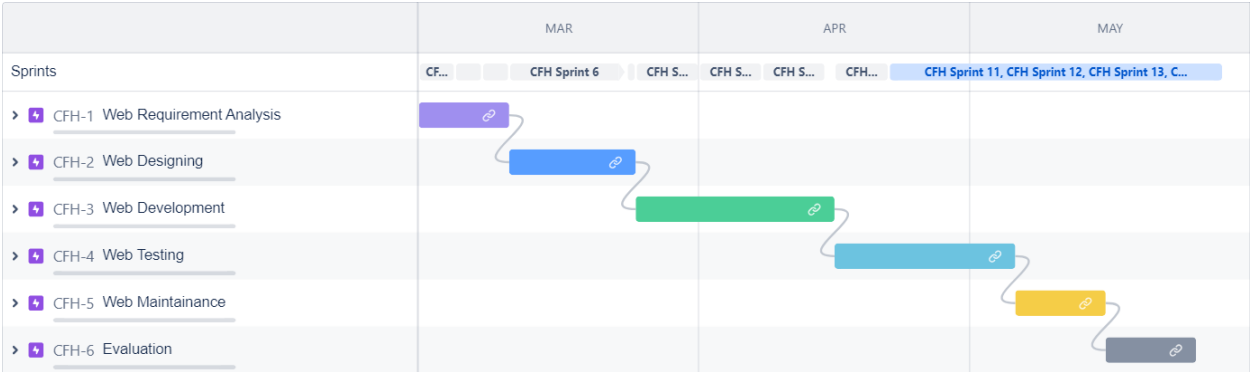 MAR APR MAY
Sprints CF... CFH Sprint 6 CFH S... CFH S... CFH S... CFH... CFH Sprint 11, CFH Sprint 12, CFH Sprint 13, C...
CFH-1 Web Requirement Analysis
CFH-2 Web Designing
CFH-3 Web Development
CFH-4 Web Testing
CFH-5 Web Maintainance
CFH-6 Evaluation